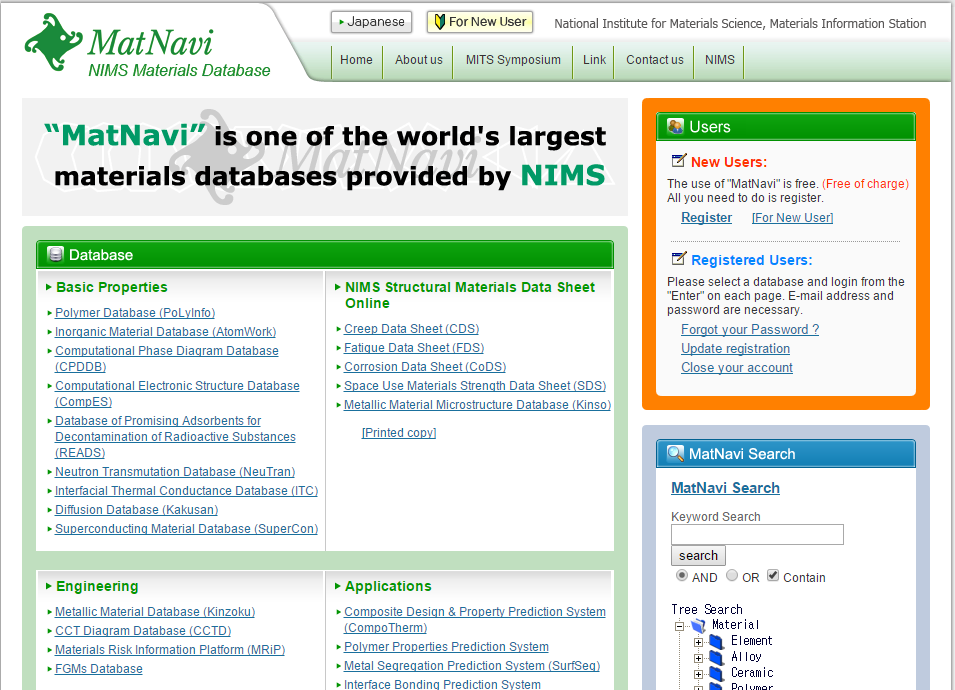 MatNavi
NIMS Materials Database
Japanese
For New User
National Institute for Materials Science, Materials Information Station
Home
About us
MITS Symposium
Link
Contact us
NIMS
"MatNavi" is one of the world's largest
materials databases provided by NIMS
MatNavi
Database
Basic Properties
Polymer Database (PoLyInfo)
Inorganic Material Database (AtomWork)
Computational Phase Diagram Database
(CPDDB)
Computational Electronic Structure Database
(CompES)
Database of Promising Adsorbents for
Decontamination of Radioactive Substances
(READS)
Neutron Transmutation Database (NeuTran)
Interfacial Thermal Conductance Database (ITC)
Diffusion Database (Kakusan)
Superconducting Material Database (SuperCon)
NIMS Structural Materials Data Sheet
Online
Creep Data Sheet (CDS)
Fatique Data Sheet (FDS)
Corrosion Data Sheet (CoDS)
Space Use Materials Strength Data Sheet (SDS)
Metallic Material Microstructure Database (Kinso)
[Printed copy]
Engineering
Metallic Material Database (Kinzoku)
CCT Diagram Database (CCTD)
Materials Risk Information Platform (MRiP)
FGMs Database
Applications
Composite Design & Property Prediction System
(CompoTherm)
Polymer Properties Prediction System
Metal Segregation Prediction System (SurfSeg)
Interface Bonding Prediction System
Users
New Users:
The use of "MatNavi" is free. (Free of charge)
All you need to do is register.
Register [For New User]
Registered Users:
Please select a database and login from the
"Enter" on each page. E-mail address and
password are necessary.
Forgot your Password ?
Update registration
Close your account
MatNavi Search
MatNavi Search
Keyword Search
search
AND OR Contain
Tree Search
Material
Element
Alloy
Ceramic
Polymer